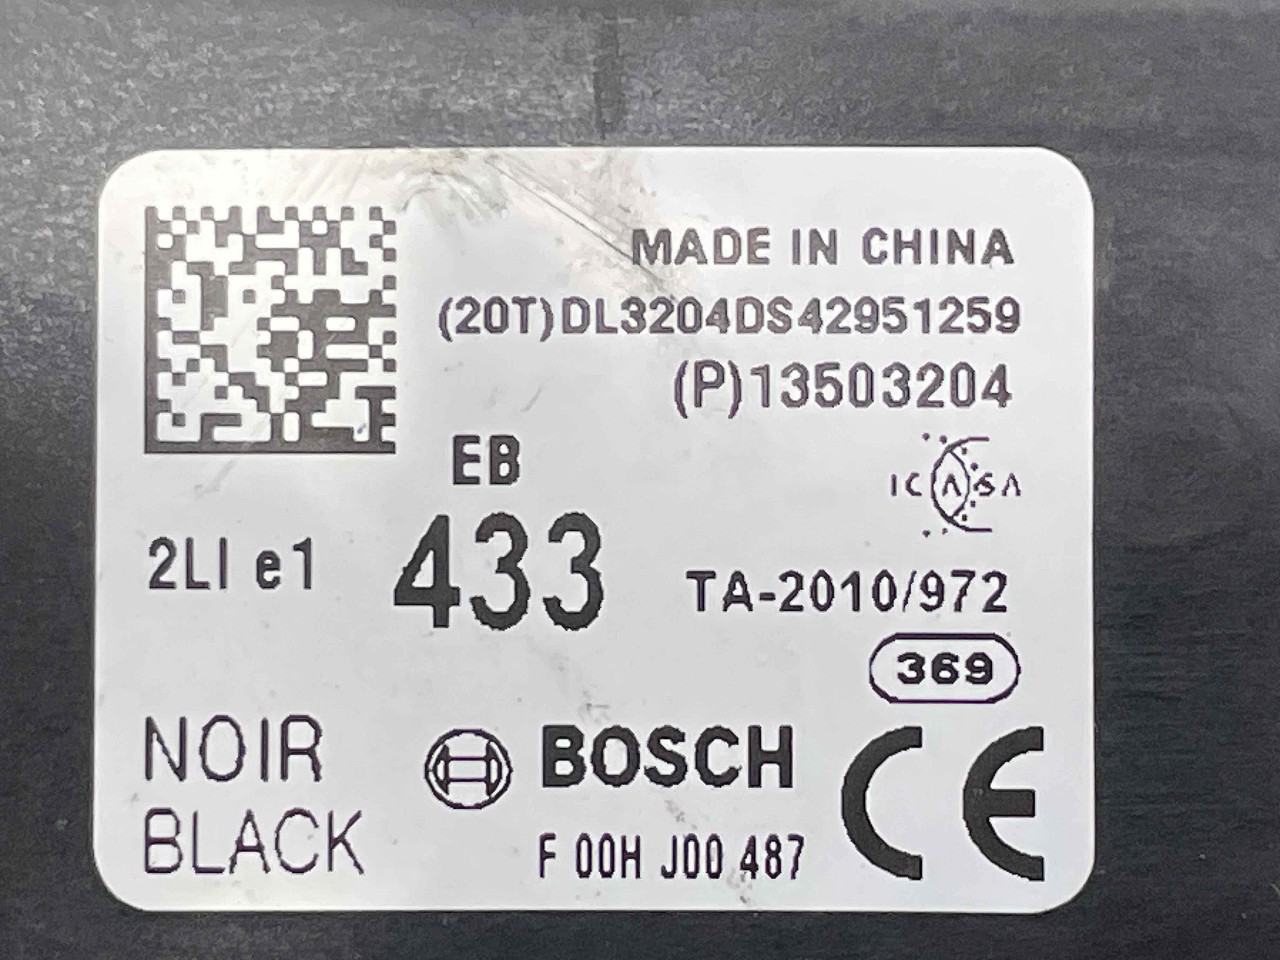 MADE IN CHINA
(20T)DL3204DS42951259
(P)13503204
EB
ICASA
2LI e1
433
TA-2010/972
369
NOIR
BLACK
BOSCH
CE
F 00H J00 487